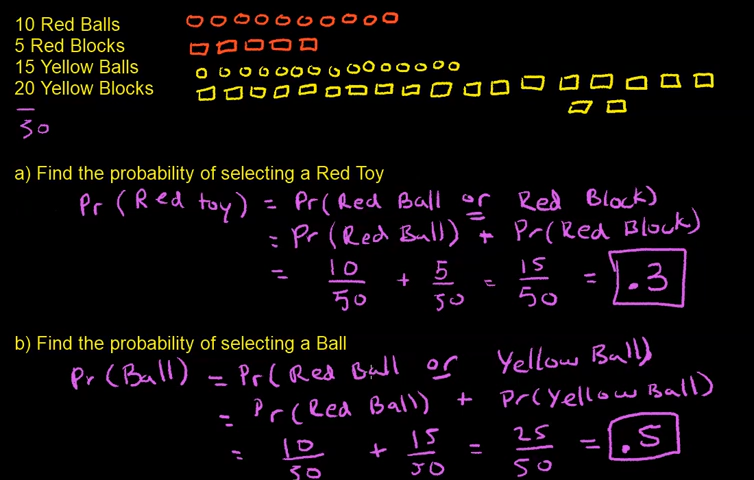 10 Red Balls
5 Red Blocks
15 Yellow Balls
20 Yellow Blocks
50
a) Find the probability of selecting a Red Toy
Pr (Red toy) = Pr(Red Ball or Red Block)
= Pr (Red Ball) + Pr(Red Block)
= 10/50 + 5/50 = 15/50 = .3
b) Find the probability of selecting a Ball
Pr (Ball) = Pr(Red Ball or Yellow Ball)
= Pr (Red Ball) + Pr(Yellow Ball)
= 10/50 + 15/50 = 25/50 = .5